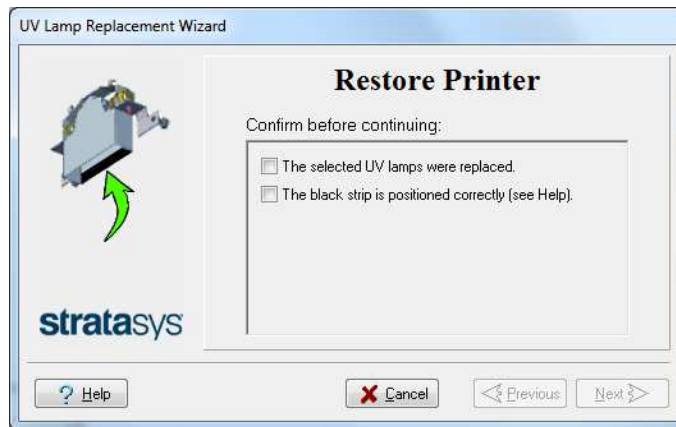 UV Lamp Replacement Wizard
Restore Printer
Confirm before continuing:
The selected UV lamps were replaced.
The black strip is positioned correctly (see Help).
stratasys
? Help
Cancel
Previous
Next